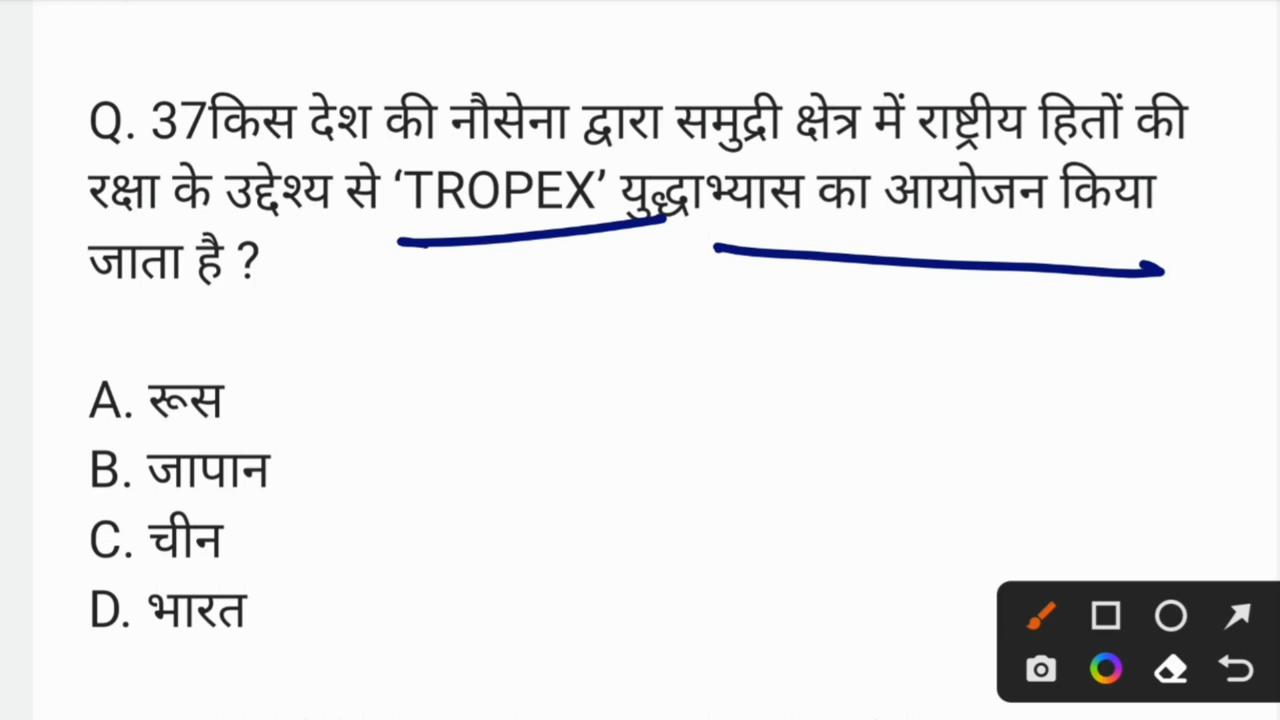 Q. 37किस देश की नौसेना द्वारा समुद्री क्षेत्र में राष्ट्रीय हितों की
रक्षा के उद्देश्य से ‘TROPEX’ युद्धाभ्यास का आयोजन किया
जाता है ?
A. रूस
B. जापान
C. चीन
D. भारत